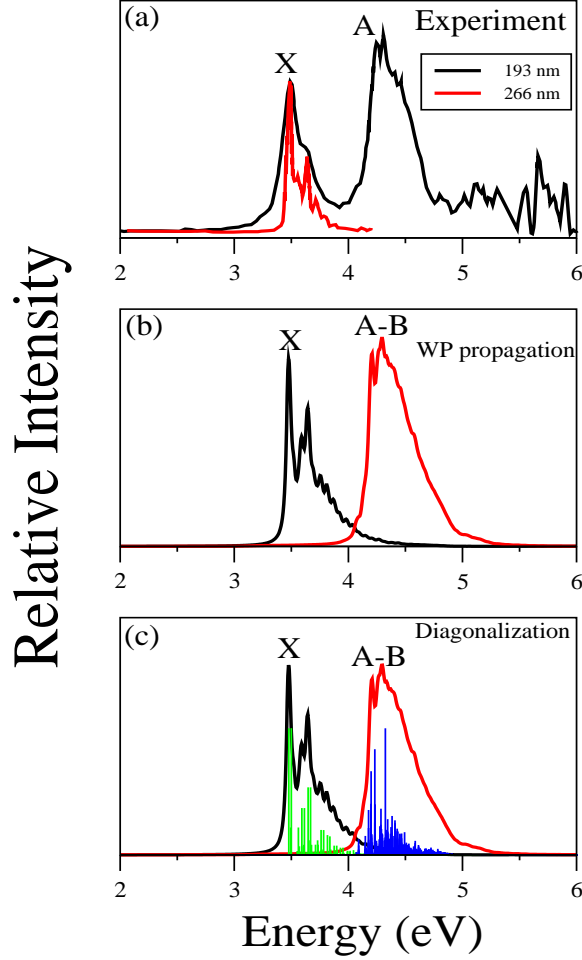 (a)
Experiment
X
A
193 nm
266 nm
2
3
4
5
6
(b)
X
A-B
WP propagation
2
3
4
5
6
(c)
X
A-B
Diagonalization
2
3
4
5
6
Relative Intensity
Energy (eV)